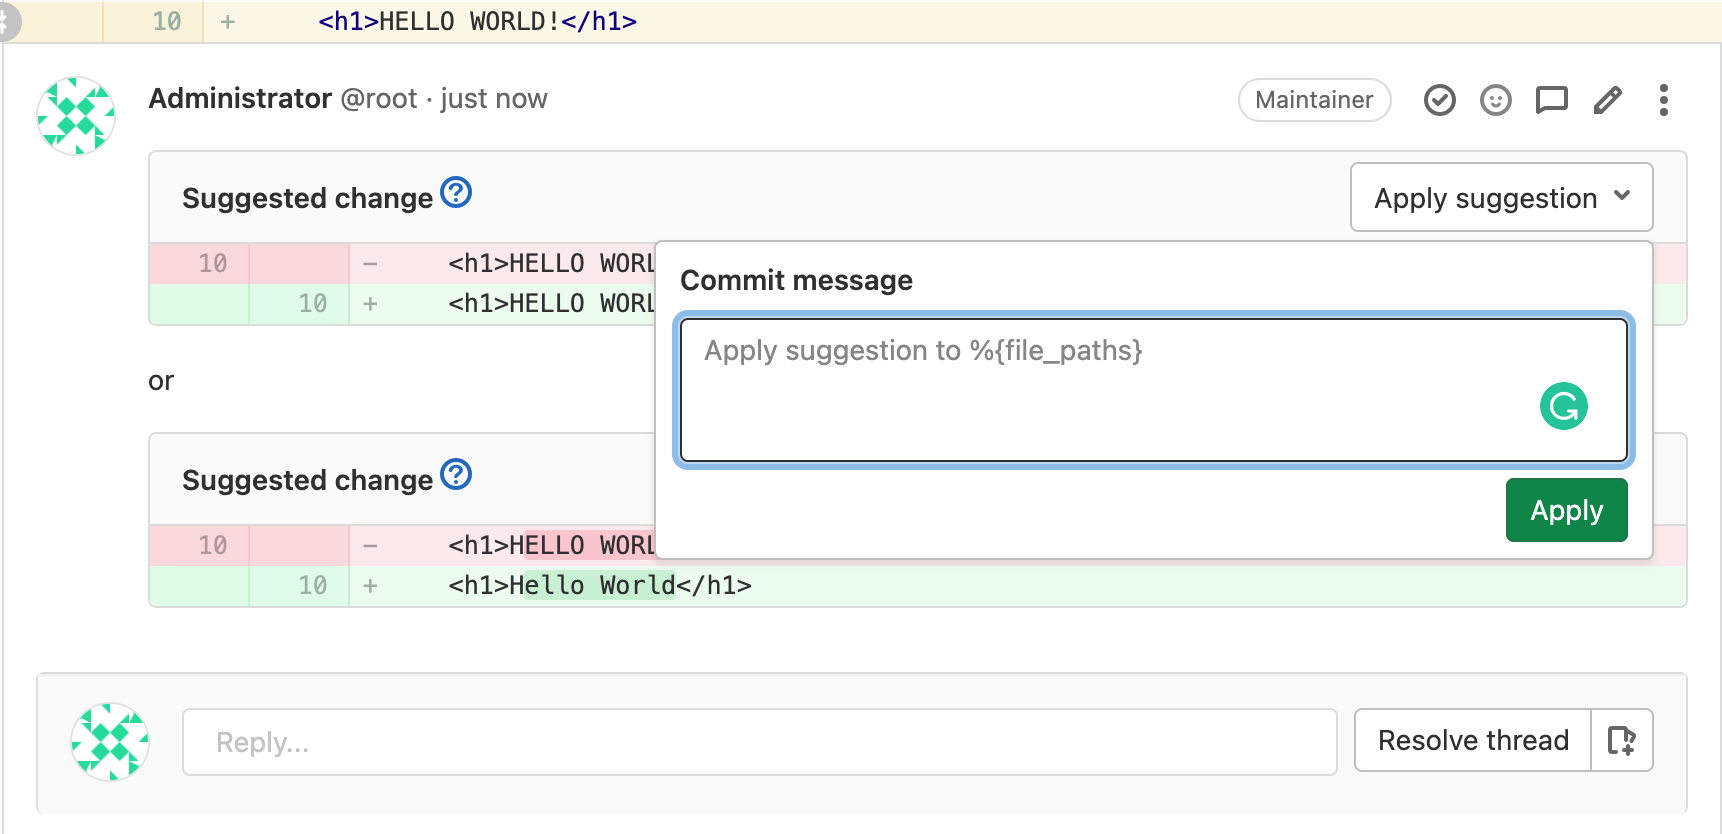 10 + <h1>HELLO WORLD!</h1>
Administrator @root · just now Maintainer
Suggested change ? Apply suggestion
10 - <h1>HELLO WORL
10 + <h1>HELLO WORL
Commit message
Apply suggestion to %{file_paths}
Apply
or
Suggested change ?
10 - <h1>HELLO WORL
10 + <h1>Hello World</h1>
Reply...
Resolve thread